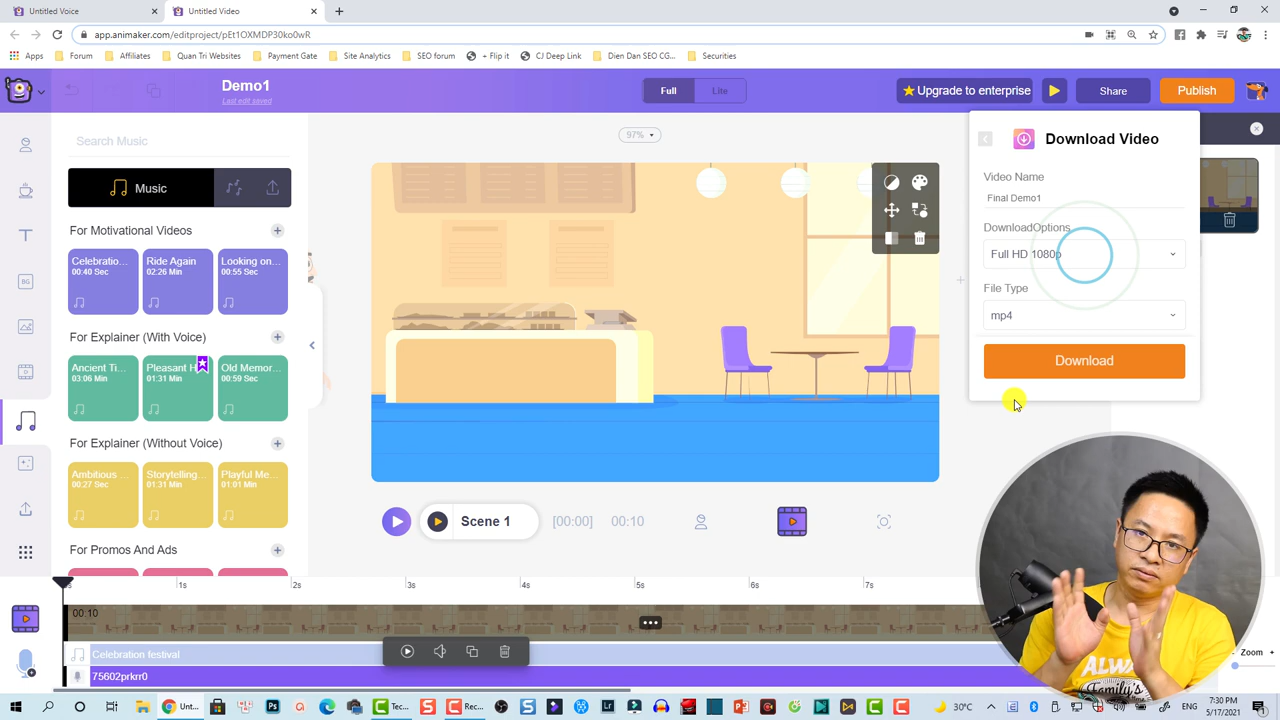 Untitled Voice
Untitled Video
app.animaker.com/editproject/pEt1OXMDP30ko0wR
Apps
Forum
Affiliates
Quan Tri Websites
Payment Gate
Site Analytics
SEO forum
+ Flip it
CJ Deep Link
Dien Dan SEO CG...
Securities
Demo1
Last edit saved
Full
Lite
Upgrade to enterprise
Share
Publish
Search Music
97%
Download Video
Music
Video Name
Final Demo1
For Motivational Videos
DownloadOptions
Full HD 1080p
Celebratio...
00:40 Sec
Ride Again
02:26 Min
Looking on...
00:55 Sec
File Type
mp4
For Explainer (With Voice)
Download
Ancient Ti...
03:06 Min
Pleasant H
01:31 Min
Old Memor...
00:59 Sec
For Explainer (Without Voice)
Ambitious ...
00:27 Sec
Storytelling...
01:31 Min
Playful Me...
01:01 Min
Scene 1
[00:00]
00:10
For Promos And Ads
1s
2s
3s
4s
5s
6s
7s
00:10
Celebration festival
75602prkrr0
- Zoom +
ALWA
Family's
Unt...
Tec...
Rec...
30°C
7:30 PM
5/17/2021